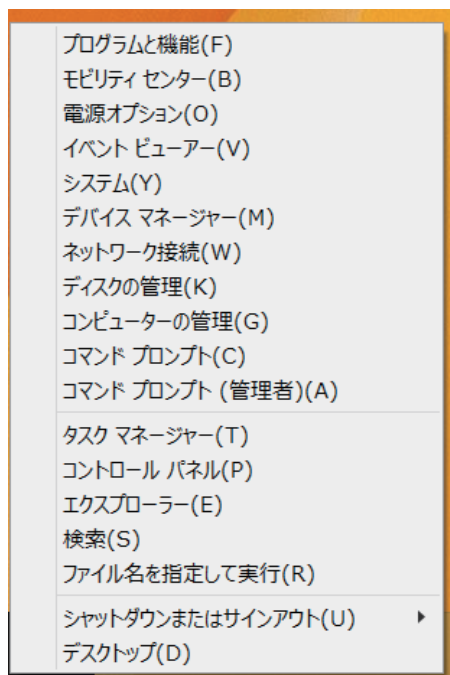 プログラムと機能(F)
モビリティ センター(B)
電源オプション(O)
イベント ビューアー(V)
システム(Y)
デバイス マネージャー(M)
ネットワーク接続(W)
ディスクの管理(K)
コンピューターの管理(G)
コマンド プロンプト(C)
コマンド プロンプト (管理者)(A)
タスク マネージャー(T)
コントロール パネル(P)
エクスプローラー(E)
検索(S)
ファイル名を指定して実行(R)
シャットダウンまたはサインアウト(U)
デスクトップ(D)